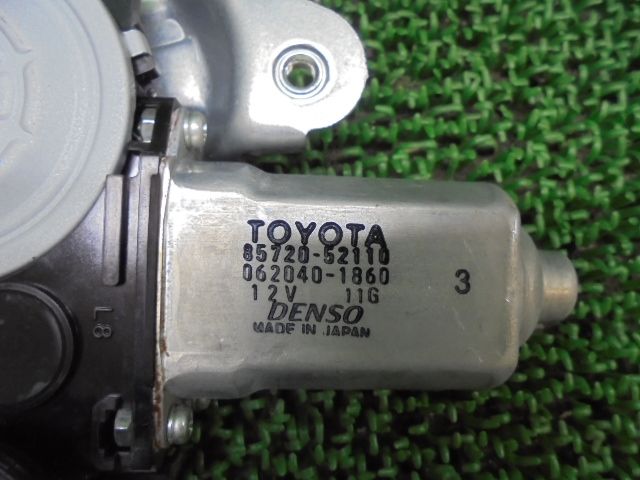 TOYOTA
85720-52110
062040-1860
12V 11G
DENSO
MADE IN JAPAN
3
L8